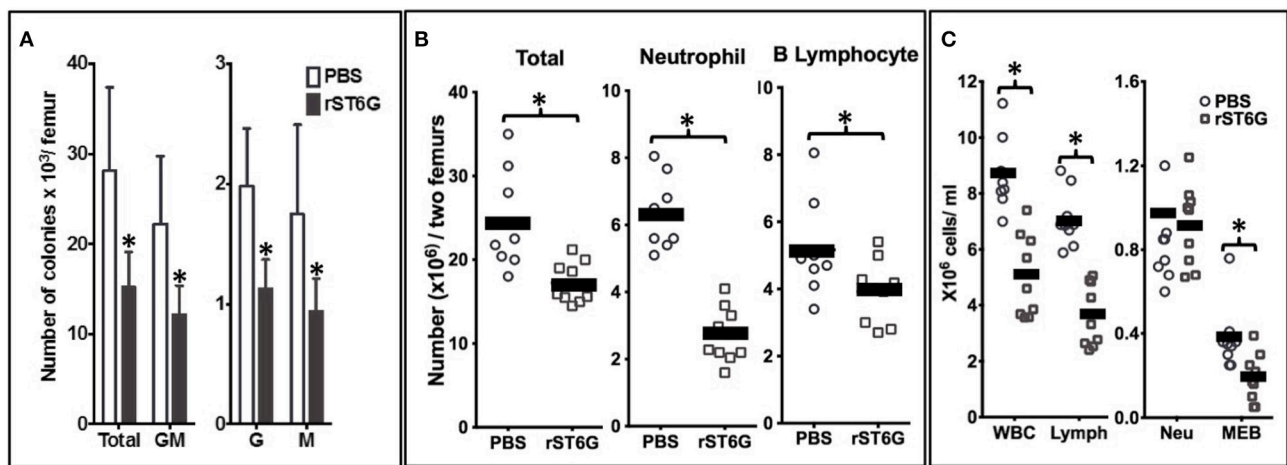 A
Number of colonies x 10³/ femur
40
30
20
10
0
Total GM
3
2
1
0
G M
PBS
rST6G
* * * *
B
Number (x10⁶)/ two femurs
Total
40
30
20
10
0
*
PBS rST6G
Neutrophil
10
8
6
4
2
0
*
PBS rST6G
B Lymphocyte
10
8
6
4
2
0
*
PBS rST6G
C
X10⁶ cells/ ml
12
10
8
6
4
2
0
* *
WBC Lymph
1.6
1.2
0.8
0.4
0.0
PBS
rST6G
*
Neu MEB